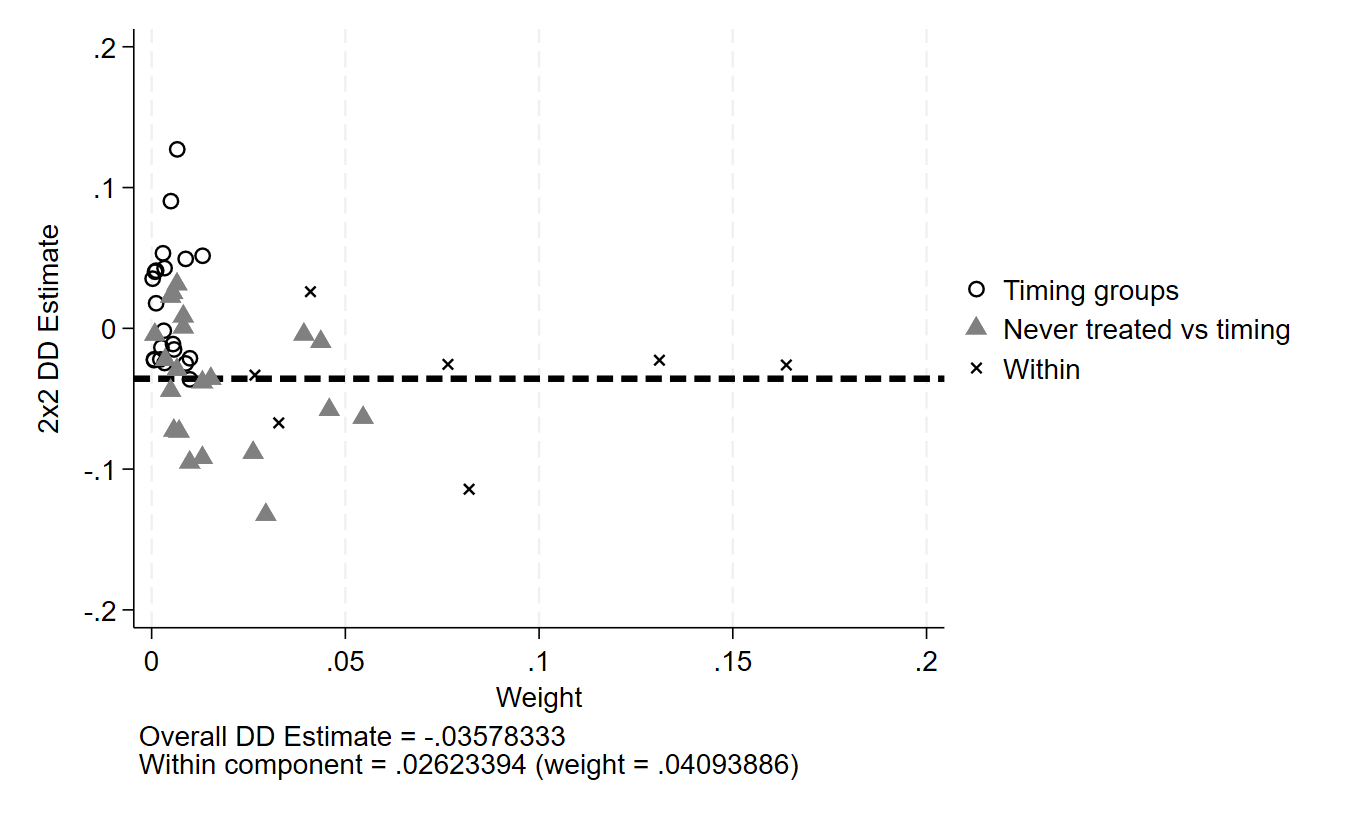 .2
.1
0
-.1
-.2
2x2 DD Estimate
0
.05
.1
.15
.2
Weight
Timing groups
Never treated vs timing
Within
Overall DD Estimate = -.03578333
Within component = .02623394 (weight = .04093886)